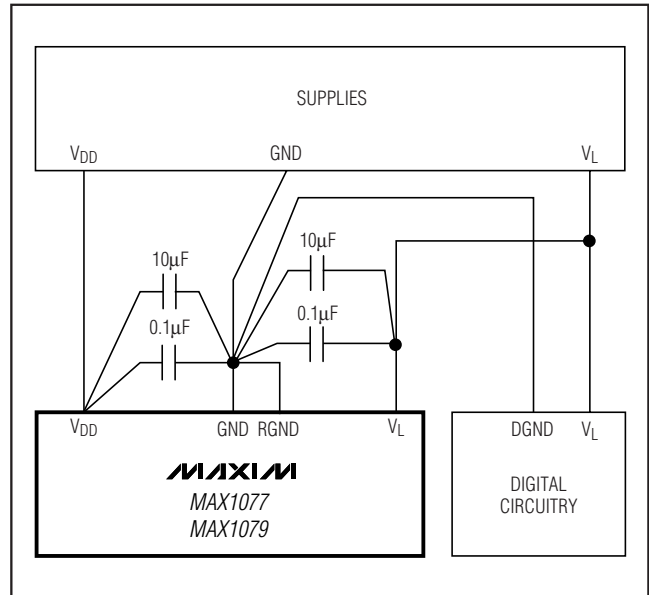 SUPPLIES
VDD GND VL
10μF 10μF
0.1μF 0.1μF
VDD GND RGND VL DGND VL
MAXIM
MAX1077
MAX1079
DIGITAL
CIRCUITRY